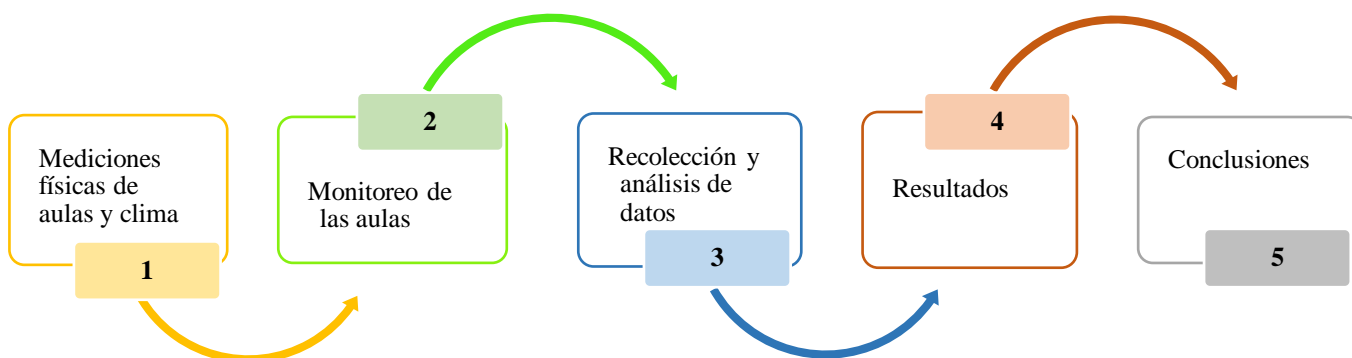 Mediciones
físicas de
aulas y clima
1
2
Monitoreo de
las aulas
Recolección y
análisis de
datos
3
4
Resultados
Conclusiones
5